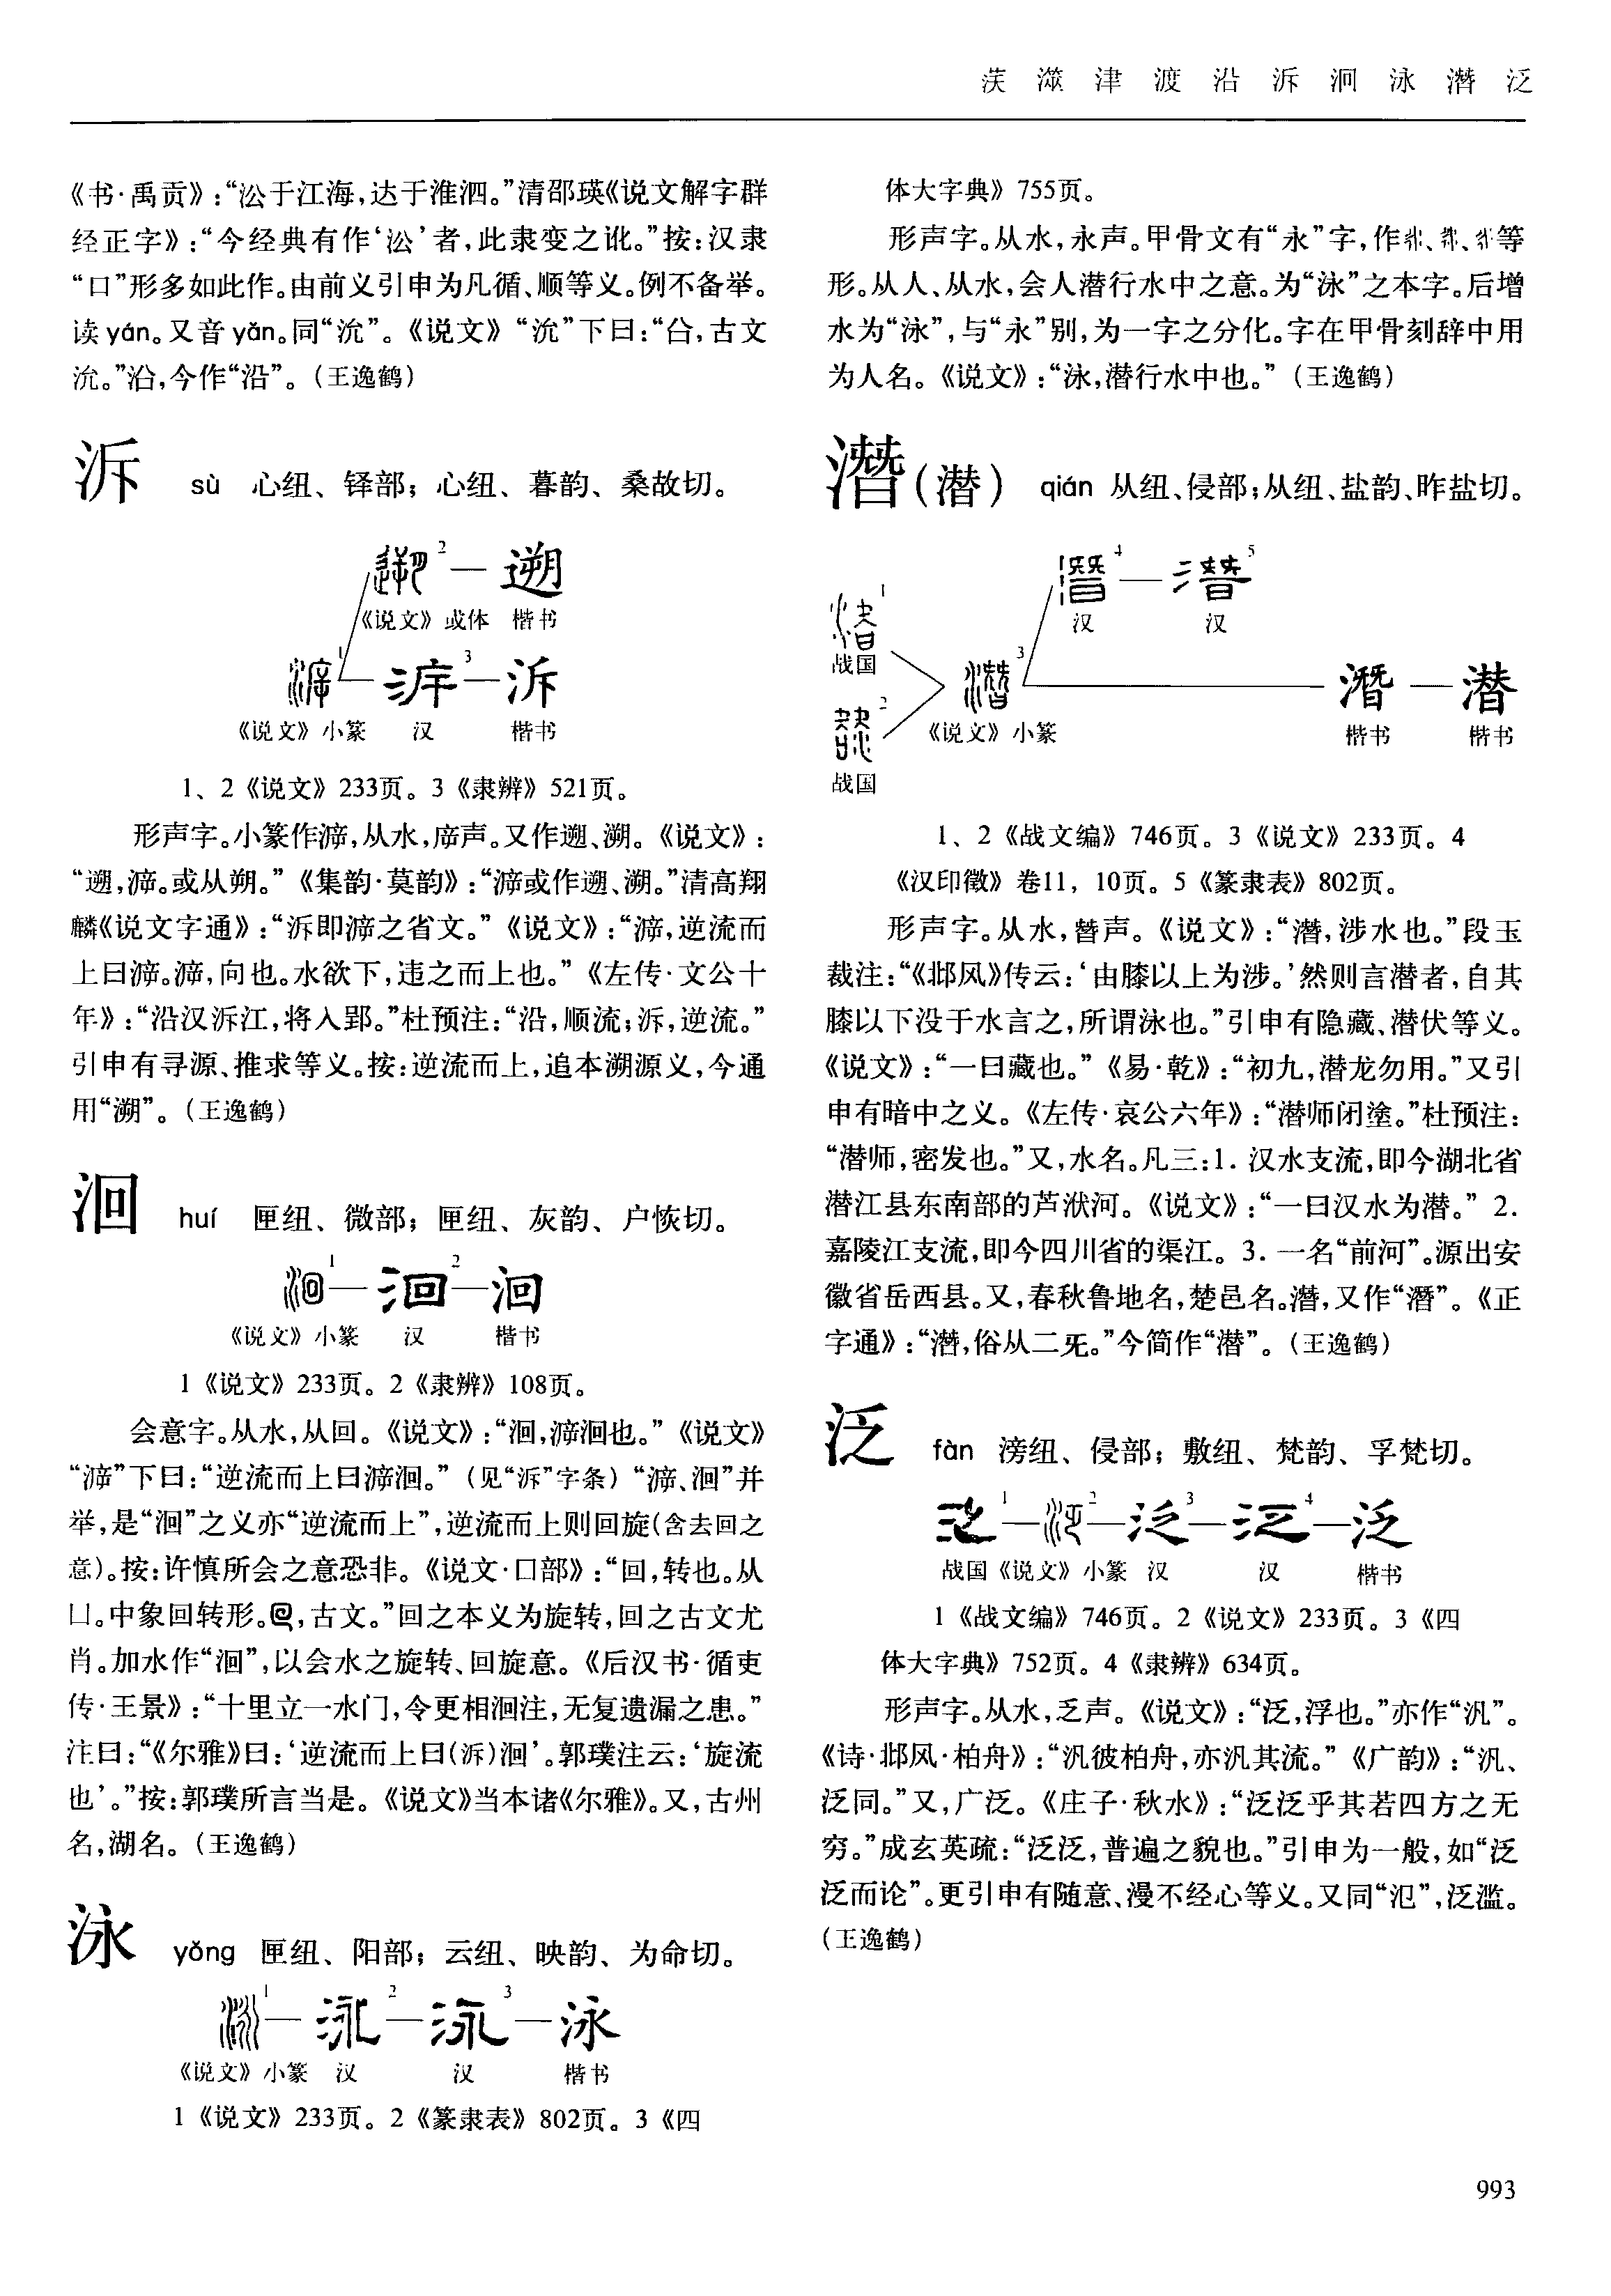 茷 澨 津 渡 沿 泝 洄 泳 潛 泛
《书·禹贡》:“㳂于江海,达于淮泗。”清邵瑛《说文解字群
经正字》:“今经典有作‘㳂’者,此隶变之讹。”按:汉隶
“口”形多如此作。由前义引申为凡循、顺等义。例不备举。
读yán。又音yǎn。同“沇”。《说文》“沇”下曰:“㕣,古文
沇。”沿,今作“沿”。(王逸鹤)
泝 sù 心纽、铎部;心纽、暮韵、桑故切。
2 遡
《说文》或体 楷书
1 3 泝
《说文》小篆 汉 楷书
1、2《说文》233页。3《隶辨》521页。
形声字。小篆作㴑,从水,㡿声。又作遡、溯。《说文》:
“遡,㴑。或从朔。”《集韵·莫韵》:“㴑或作遡、溯。”清高翔
麟《说文字通》:“泝即㴑之省文。”《说文》:“㴑,逆流而
上曰㴑。㴑,向也。水欲下,违之而上也。”《左传·文公十
年》:“沿汉泝江,将入郢。”杜预注:“沿,顺流;泝,逆流。”
引申有寻源、推求等义。按:逆流而上,追本溯源义,今通
用“溯”。(王逸鹤)
洄 huí 匣纽、微部;匣纽、灰韵、户恢切。
1 2 洄
《说文》小篆 汉 楷书
1《说文》233页。2《隶辨》108页。
会意字。从水,从回。《说文》:“洄,㴑洄也。”《说文》
“㴑”下曰:“逆流而上曰㴑洄。”(见“泝”字条)“㴑、洄”并
举,是“洄”之义亦“逆流而上”,逆流而上则回旋(含去回之
意)。按:许慎所会之意恐非。《说文·囗部》:“回,转也。从
囗。中象回转形。,古文。”回之本义为旋转,回之古文尤
肖。加水作“洄”,以会水之旋转、回旋意。《后汉书·循吏
传·王景》:“十里立一水门,令更相洄注,无复遗漏之患。”
注曰:“《尔雅》曰:‘逆流而上曰(泝)洄’。郭璞注云:‘旋流
也’。”按:郭璞所言当是。《说文》当本诸《尔雅》。又,古州
名,湖名。(王逸鹤)
泳 yǒng 匣纽、阳部;云纽、映韵、为命切。
1 2 3 泳
《说文》小篆 汉 汉 楷书
1《说文》233页。2《篆隶表》802页。3《四
体大字典》755页。
形声字。从水,永声。甲骨文有“永”字,作、、等
形。从人、从水,会人潜行水中之意。为“泳”之本字。后增
水为“泳”,与“永”别,为一字之分化。字在甲骨刻辞中用
为人名。《说文》:“泳,潜行水中也。”(王逸鹤)
潛(潜) qián 从纽、侵部;从纽、盐韵、昨盐切。
4 5
汉 汉
1
战国
3 濳 潜
2 《说文》小篆 楷书 楷书
战国
1、2《战文编》746页。3《说文》233页。4
《汉印徵》卷11,10页。5《篆隶表》802页。
形声字。从水,朁声。《说文》:“潛,涉水也。”段玉
裁注:“《邶风》传云:‘由膝以上为涉。’然则言潛者,自其
膝以下没于水言之,所谓泳也。”引申有隐藏、潜伏等义。
《说文》:“一曰藏也。”《易·乾》:“初九,潛龙勿用。”又引
申有暗中之义。《左传·哀公六年》:“潛师闭塗。”杜预注:
“潛师,密发也。”又,水名。凡三:1. 汉水支流,即今湖北省
潜江县东南部的芦洑河。《说文》:“一曰汉水为潛。”2.
嘉陵江支流,即今四川省的渠江。3. 一名“前河”。源出安
徽省岳西县。又,春秋鲁地名,楚邑名。潛,又作“濳”。《正
字通》:“潛,俗从二旡。”今简作“潜”。(王逸鹤)
泛 fàn 滂纽、侵部;敷纽、梵韵、孚梵切。
1 2 3 4 泛
战国《说文》小篆 汉 汉 楷书
1《战文编》746页。2《说文》233页。3《四
体大字典》752页。4《隶辨》634页。
形声字。从水,乏声。《说文》:“泛,浮也。”亦作“汎”。
《诗·邶风·柏舟》:“汎彼柏舟,亦汎其流。”《广韵》:“汎、
泛同。”又,广泛。《庄子·秋水》:“泛泛乎其若四方之无
穷。”成玄英疏:“泛泛,普遍之貌也。”引申为一般,如“泛
泛而论”。更引申有随意、漫不经心等义。又同“氾”,泛滥。
(王逸鹤)
993